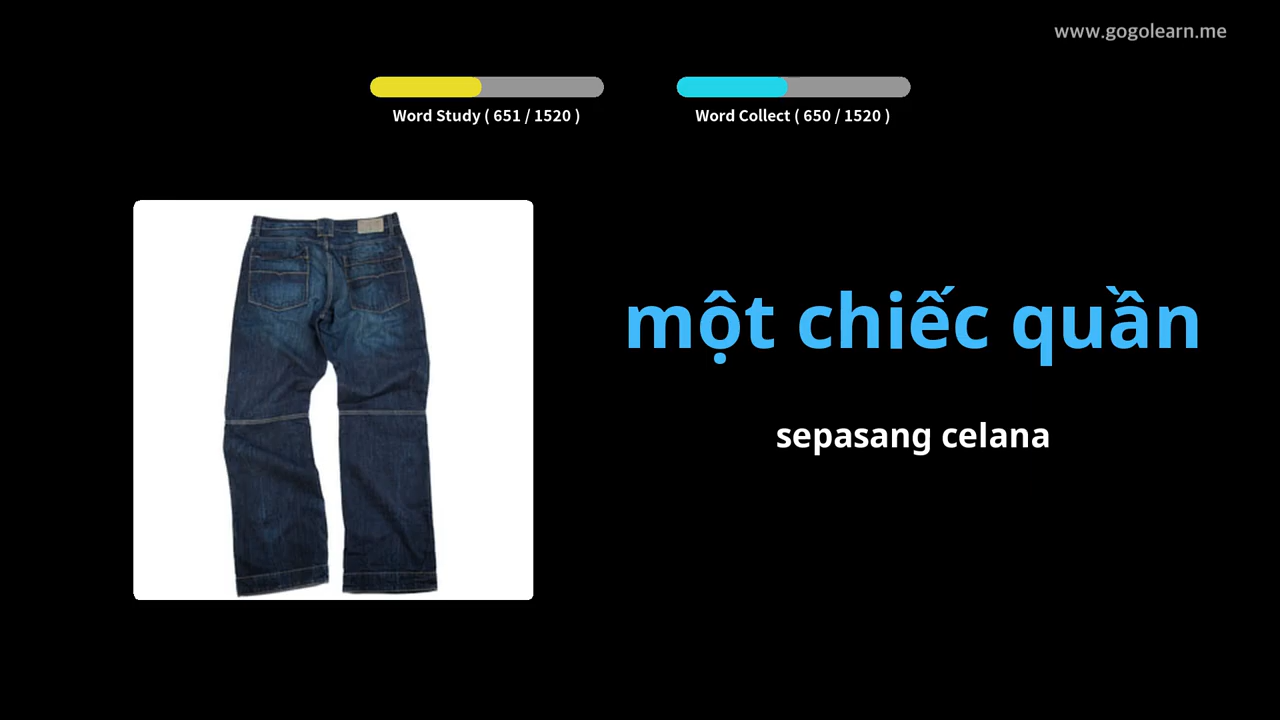 www.gogolearn.me
Word Study ( 651 / 1520 )
Word Collect ( 650 / 1520 )
một chiếc quần
sepasang celana